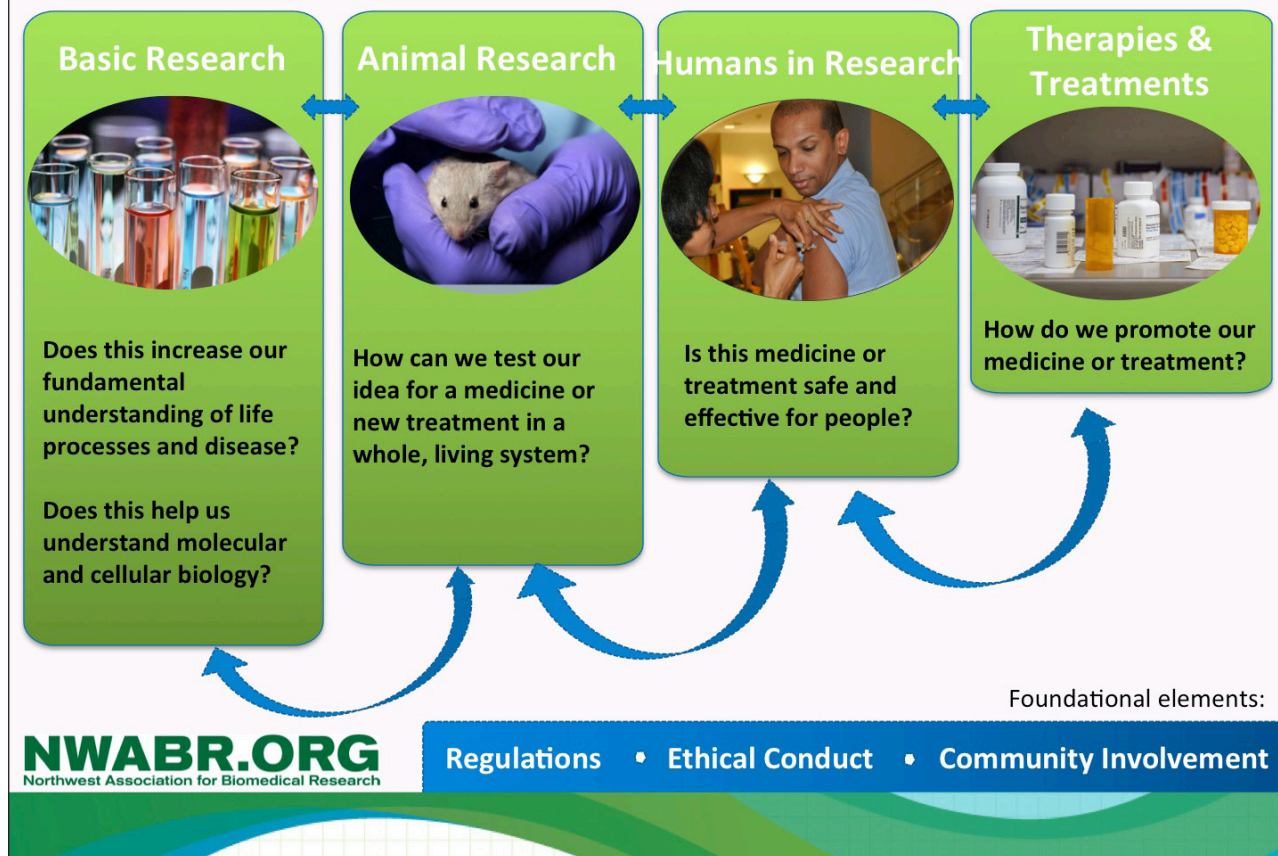 Basic Research
Does this increase our
fundamental
understanding of life
processes and disease?
Does this help us
understand molecular
and cellular biology?
Animal Research
How can we test our
idea for a medicine or
new treatment in a
whole, living system?
Humans in Research
Is this medicine or
treatment safe and
effective for people?
Therapies &
Treatments
How do we promote our
medicine or treatment?
Foundational elements:
NWABR.ORG
Northwest Association for Biomedical Research
Regulations • Ethical Conduct • Community Involvement